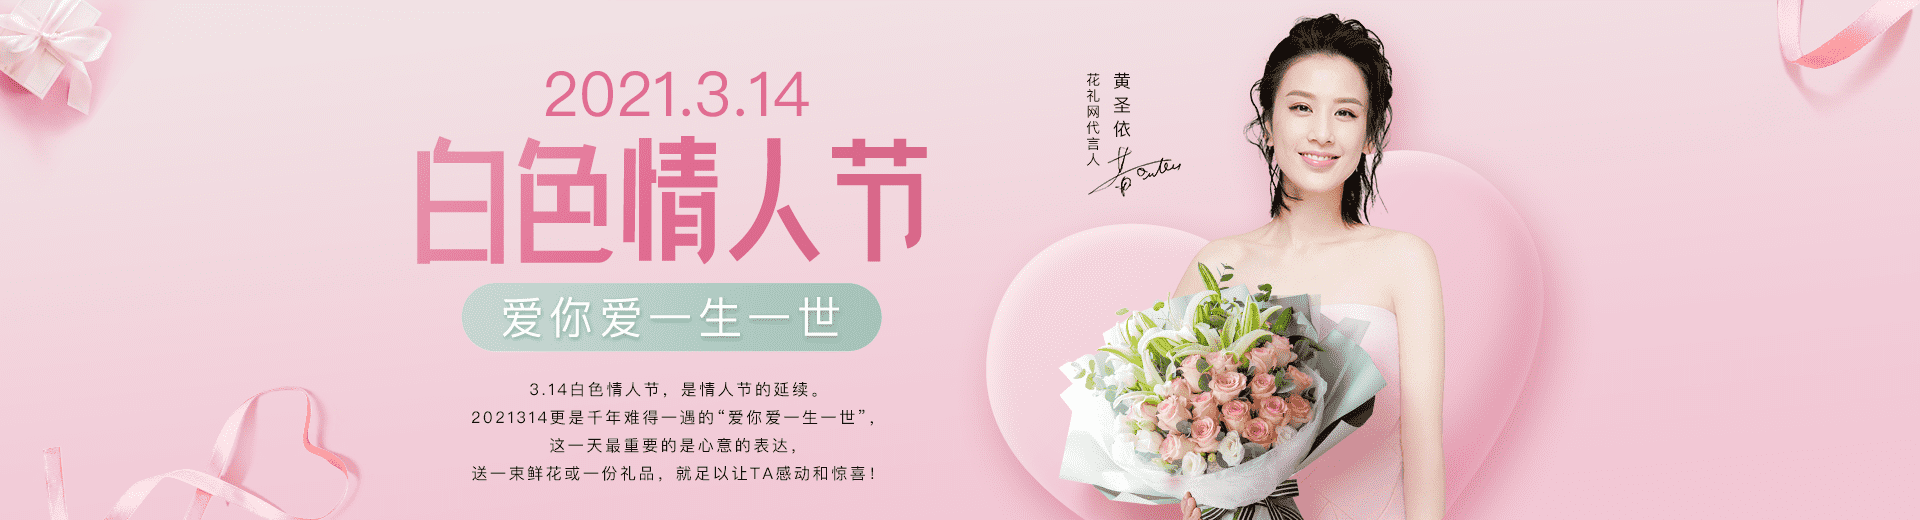 2021.3.14
白色情人节
爱你爱一生一世
3.14白色情人节，是情人节的延续。
2021314更是千年难得一遇的“爱你爱一生一世”，
这一天最重要的是心意的表达，
送一束鲜花或一份礼品，就足以让TA感动和惊喜！
黄圣依
花礼网代言人